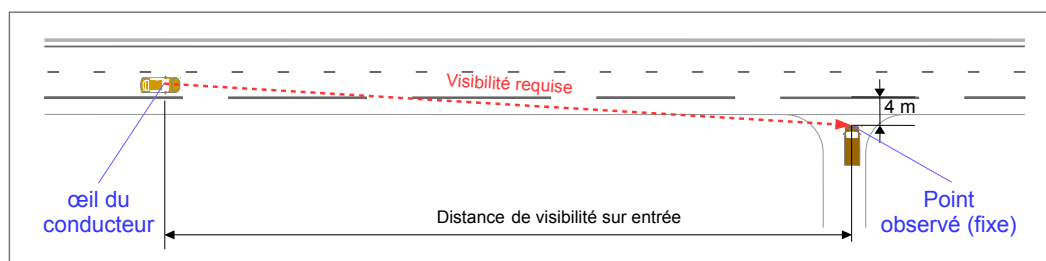 Visibilité requise
4 m
œil du
conducteur
Distance de visibilité sur entrée
Point
observé (fixe)